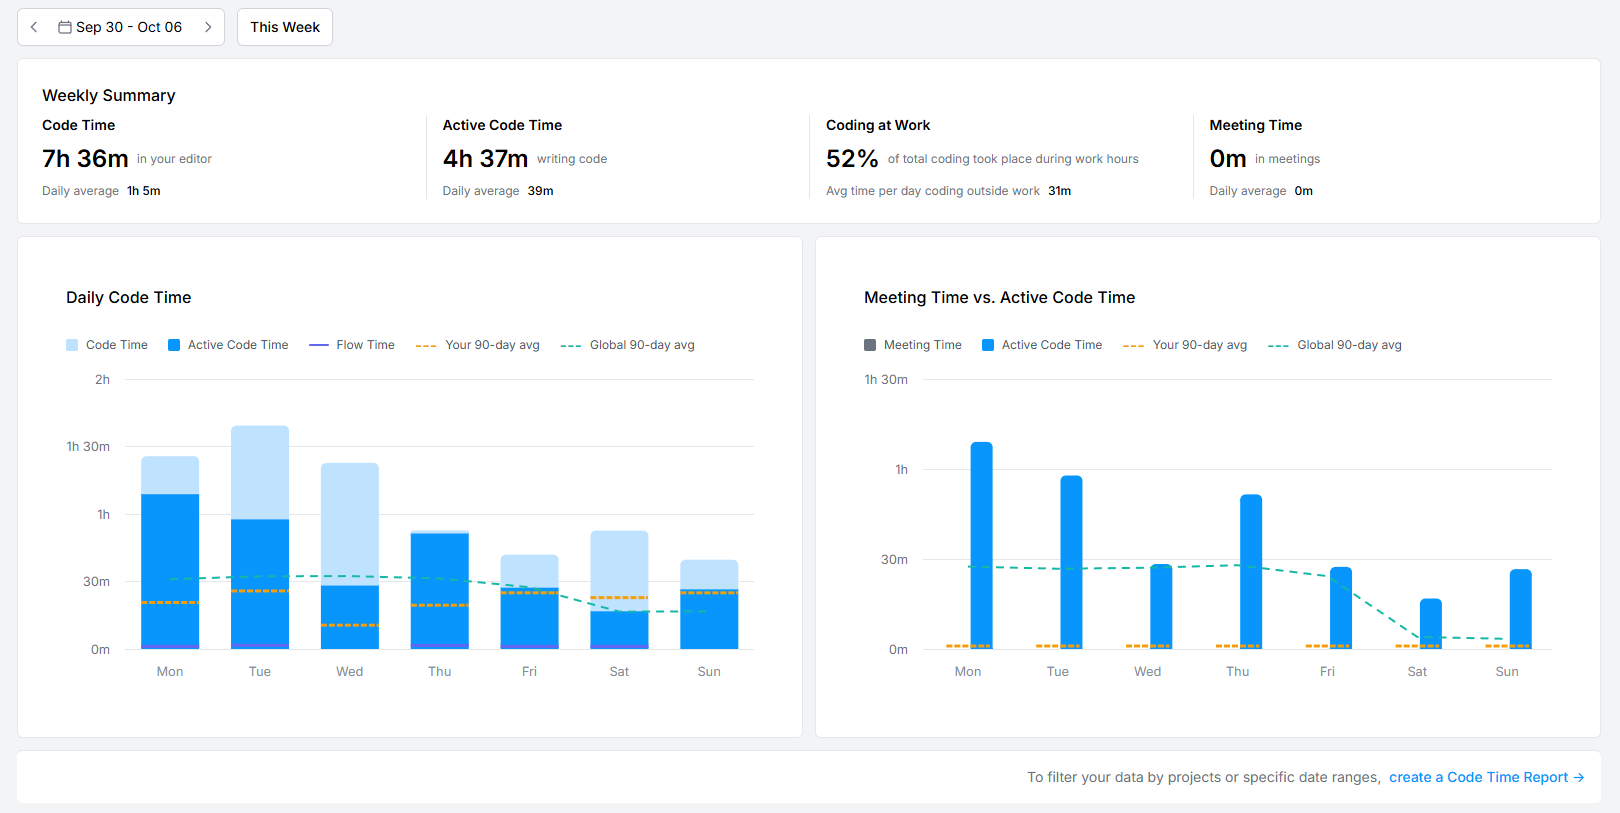 Sep 30 - Oct 06
This Week
Weekly Summary
Code Time
7h 36m in your editor
Daily average 1h 5m
Active Code Time
4h 37m writing code
Daily average 39m
Coding at Work
52% of total coding took place during work hours
Avg time per day coding outside work 31m
Meeting Time
0m in meetings
Daily average 0m
Daily Code Time
Code Time Active Code Time Flow Time Your 90-day avg Global 90-day avg
2h
1h 30m
1h
30m
0m
Mon Tue Wed Thu Fri Sat Sun
Meeting Time vs. Active Code Time
Meeting Time Active Code Time Your 90-day avg Global 90-day avg
1h 30m
1h
30m
0m
Mon Tue Wed Thu Fri Sat Sun
To filter your data by projects or specific date ranges, create a Code Time Report →